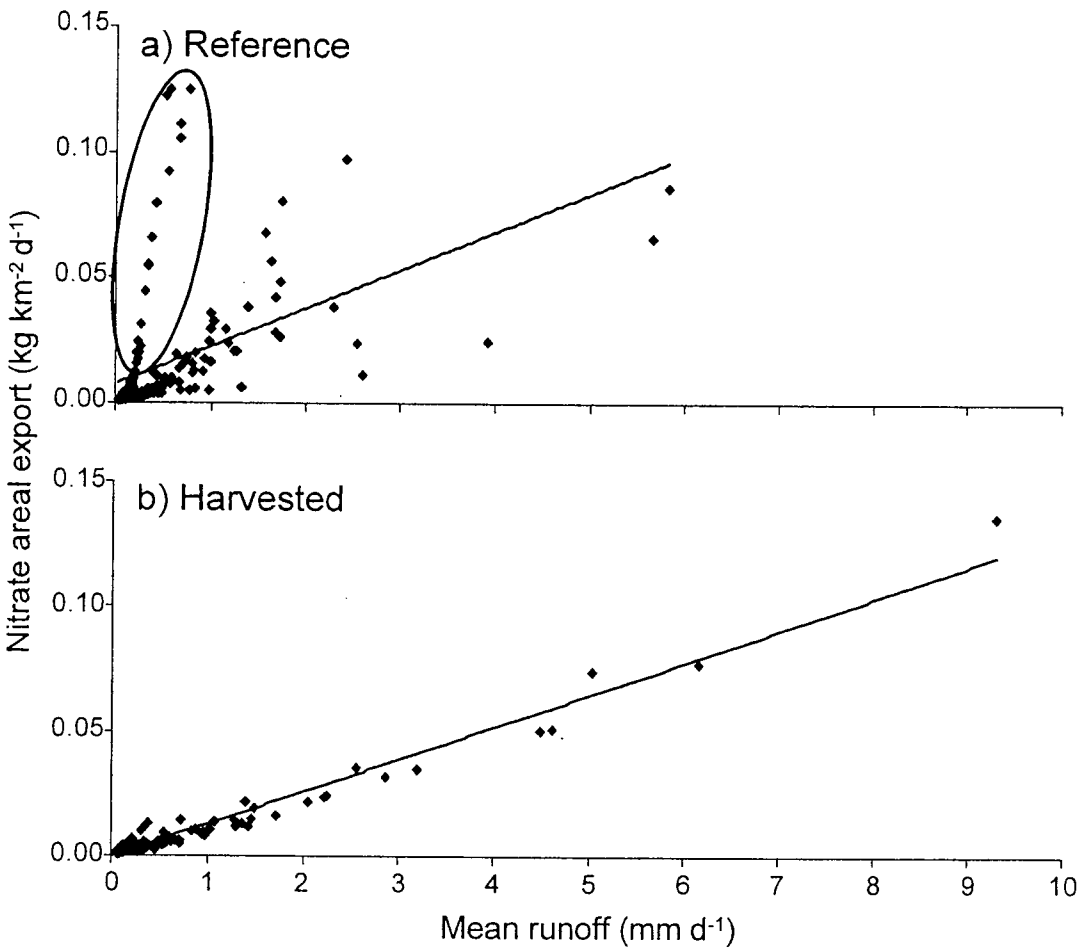 0.15
a) Reference
0.10
0.05
0.00
Nitrate areal export (kg km⁻² d⁻¹)
0.15
b) Harvested
0.10
0.05
0.00
0 1 2 3 4 5 6 7 8 9 10
Mean runoff (mm d⁻¹)